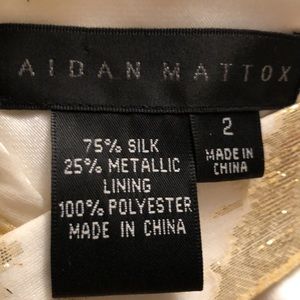 AIDAN MATTOX
75% SILK
25% METALLIC
LINING
100% POLYESTER
MADE IN CHINA
2
MADE IN
CHINA